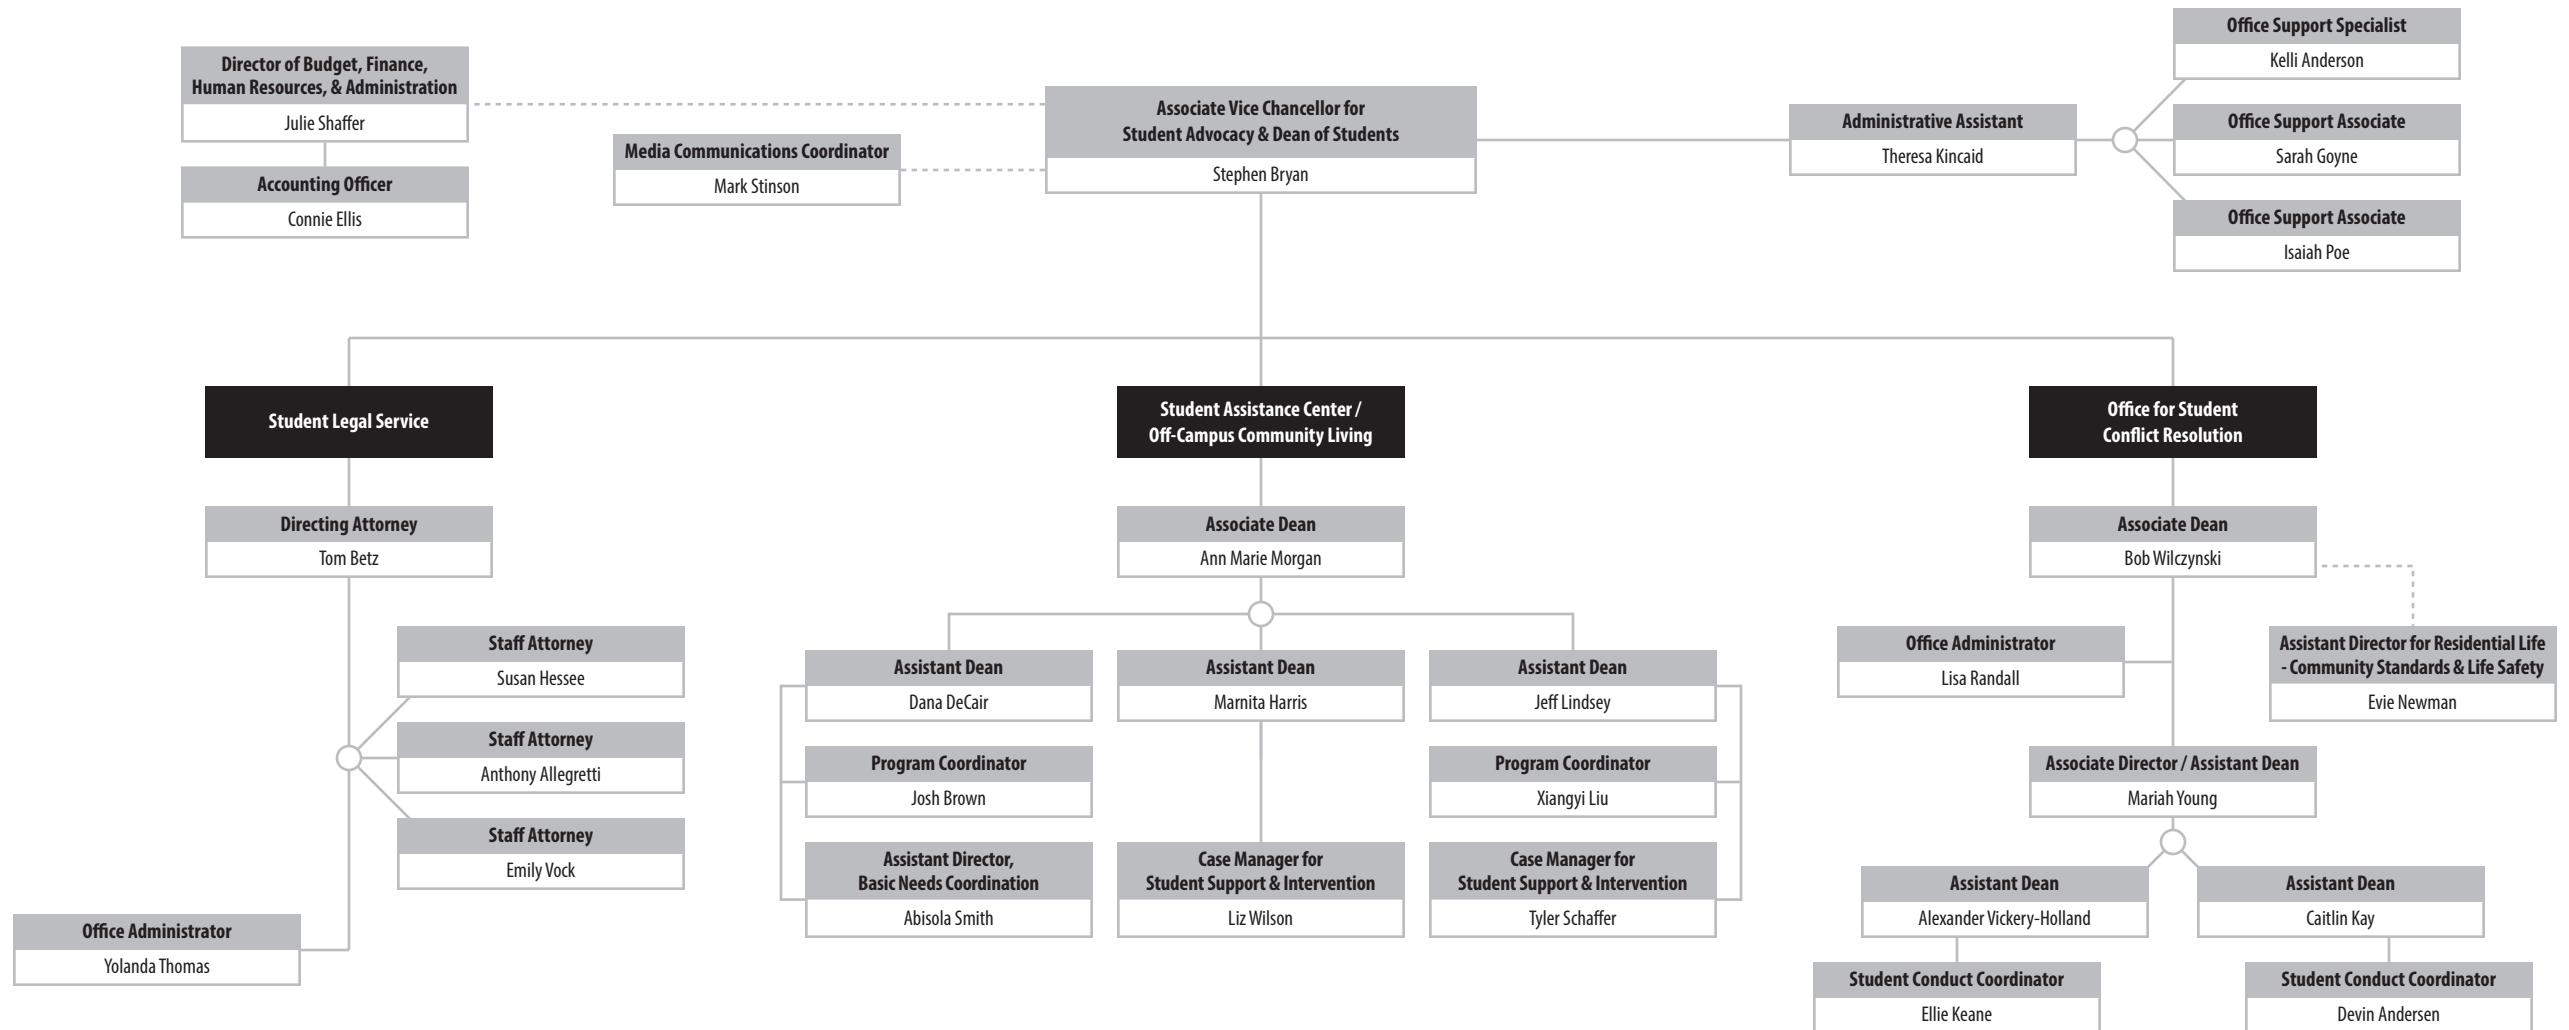 Director of Budget, Finance,
Human Resources, & Administration
Julie Shaffer
Accounting Officer
Connie Ellis
Media Communications Coordinator
Mark Stinson
Associate Vice Chancellor for
Student Advocacy & Dean of Students
Stephen Bryan
Administrative Assistant
Theresa Kincaid
Office Support Specialist
Kelli Anderson
Office Support Associate
Sarah Goyne
Office Support Associate
Isaiah Poe
Student Legal Service
Directing Attorney
Tom Betz
Staff Attorney
Susan Hessee
Staff Attorney
Anthony Allegretti
Staff Attorney
Emily Vock
Office Administrator
Yolanda Thomas
Student Assistance Center /
Off-Campus Community Living
Associate Dean
Ann Marie Morgan
Assistant Dean
Dana DeCair
Program Coordinator
Josh Brown
Assistant Director,
Basic Needs Coordination
Abisola Smith
Assistant Dean
Marnita Harris
Case Manager for
Student Support & Intervention
Liz Wilson
Assistant Dean
Jeff Lindsey
Program Coordinator
Xiangyi Liu
Case Manager for
Student Support & Intervention
Tyler Schaffer
Office for Student
Conflict Resolution
Associate Dean
Bob Wilczynski
Office Administrator
Lisa Randall
Assistant Director for Residential Life
- Community Standards & Life Safety
Evie Newman
Associate Director / Assistant Dean
Mariah Young
Assistant Dean
Alexander Vickery-Holland
Student Conduct Coordinator
Ellie Keane
Assistant Dean
Caitlin Kay
Student Conduct Coordinator
Devin Andersen